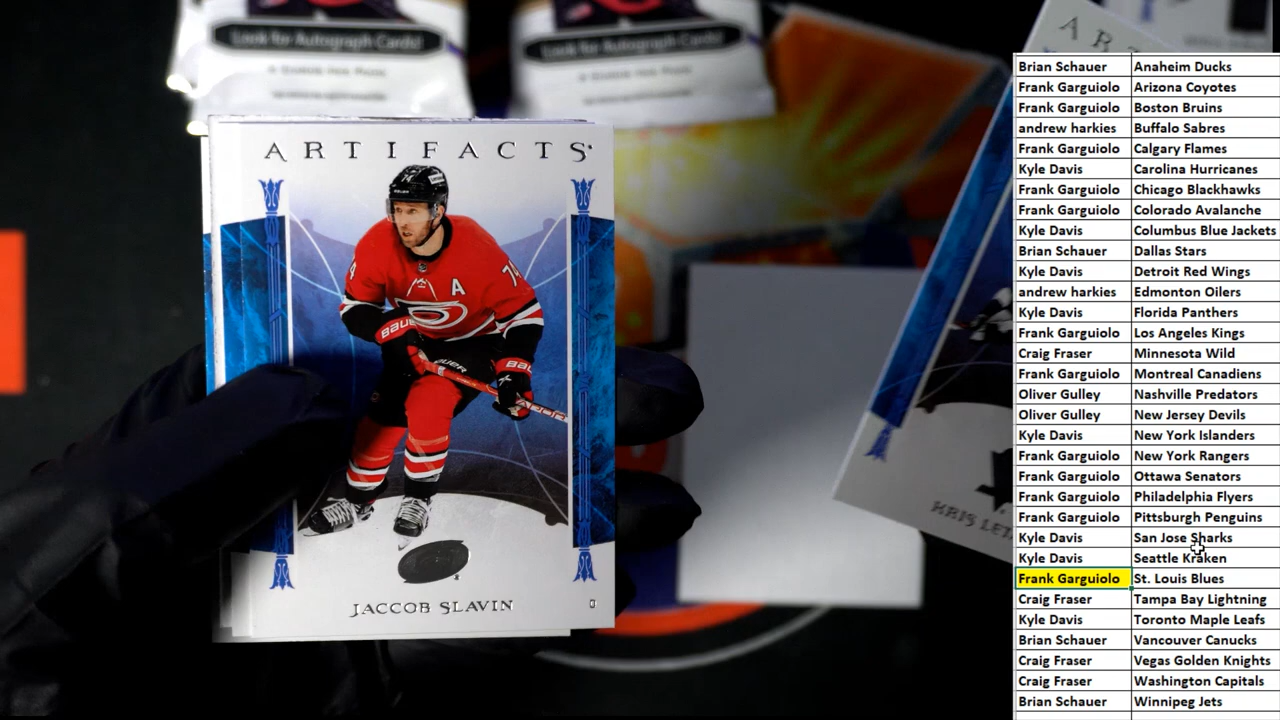 Look for Autograph Cards!
Look for Autograph Cards!
ARTIFACTS
74
A
BAUER
BAUER
JACCOB SLAVIN
D
KRIS LET
Brian Schauer Anaheim Ducks
Frank Garguiolo Arizona Coyotes
Frank Garguiolo Boston Bruins
andrew harkies Buffalo Sabres
Frank Garguiolo Calgary Flames
Kyle Davis Carolina Hurricanes
Frank Garguiolo Chicago Blackhawks
Frank Garguiolo Colorado Avalanche
Kyle Davis Columbus Blue Jackets
Brian Schauer Dallas Stars
Kyle Davis Detroit Red Wings
andrew harkies Edmonton Oilers
Kyle Davis Florida Panthers
Frank Garguiolo Los Angeles Kings
Craig Fraser Minnesota Wild
Frank Garguiolo Montreal Canadiens
Oliver Gulley Nashville Predators
Oliver Gulley New Jersey Devils
Kyle Davis New York Islanders
Frank Garguiolo New York Rangers
Frank Garguiolo Ottawa Senators
Frank Garguiolo Philadelphia Flyers
Frank Garguiolo Pittsburgh Penguins
Kyle Davis San Jose Sharks
Kyle Davis Seattle Kraken
Frank Garguiolo St. Louis Blues
Craig Fraser Tampa Bay Lightning
Kyle Davis Toronto Maple Leafs
Brian Schauer Vancouver Canucks
Craig Fraser Vegas Golden Knights
Craig Fraser Washington Capitals
Brian Schauer Winnipeg Jets